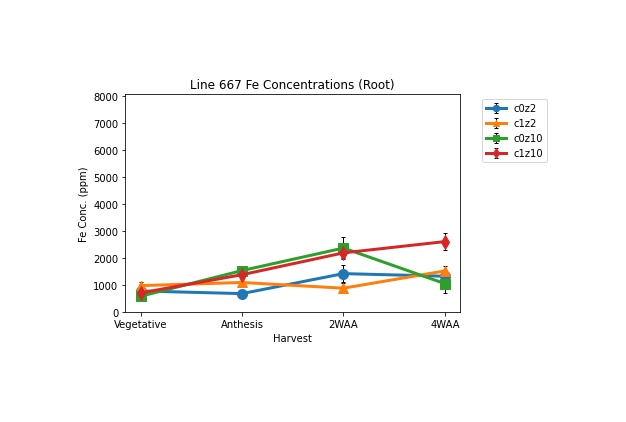 Line 667 Fe Concentrations (Root)
8000
7000
6000
5000
4000
3000
2000
1000
0
Fe Conc. (ppm)
Vegetative Anthesis 2WAA 4WAA
Harvest
c0z2
c1z2
c0z10
c1z10